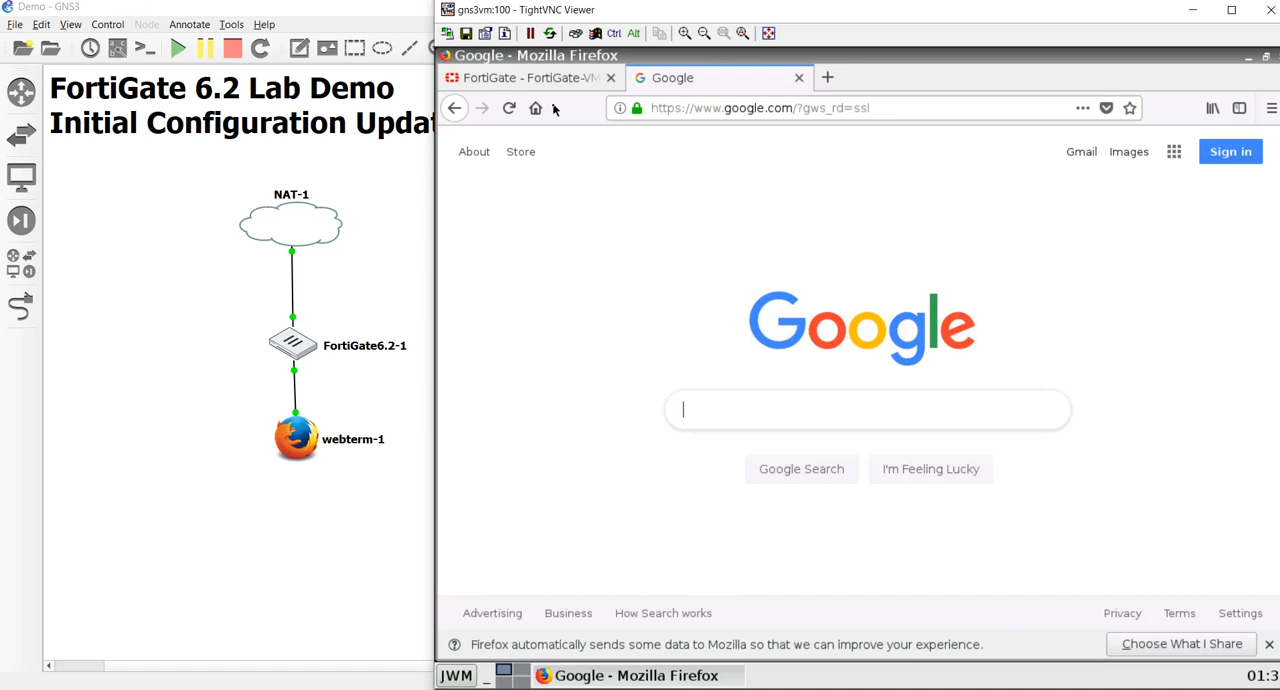 Demo - GNS3
File Edit View Control Node Annotate Tools Help
FortiGate 6.2 Lab Demo
Initial Configuration Updat
NAT-1
FortiGate6.2-1
webterm-1
gns3vm:100 - TightVNC Viewer
Ctrl Alt
Google - Mozilla Firefox
FortiGate - FortiGate-VM
Google
https://www.google.com/?gws_rd=ssl
About Store
Gmail Images Sign in
Google
Google Search I'm Feeling Lucky
Advertising Business How Search works
Privacy Terms Settings
Firefox automatically sends some data to Mozilla so that we can improve your experience.
Choose What I Share
JWM
Google - Mozilla Firefox
01:3